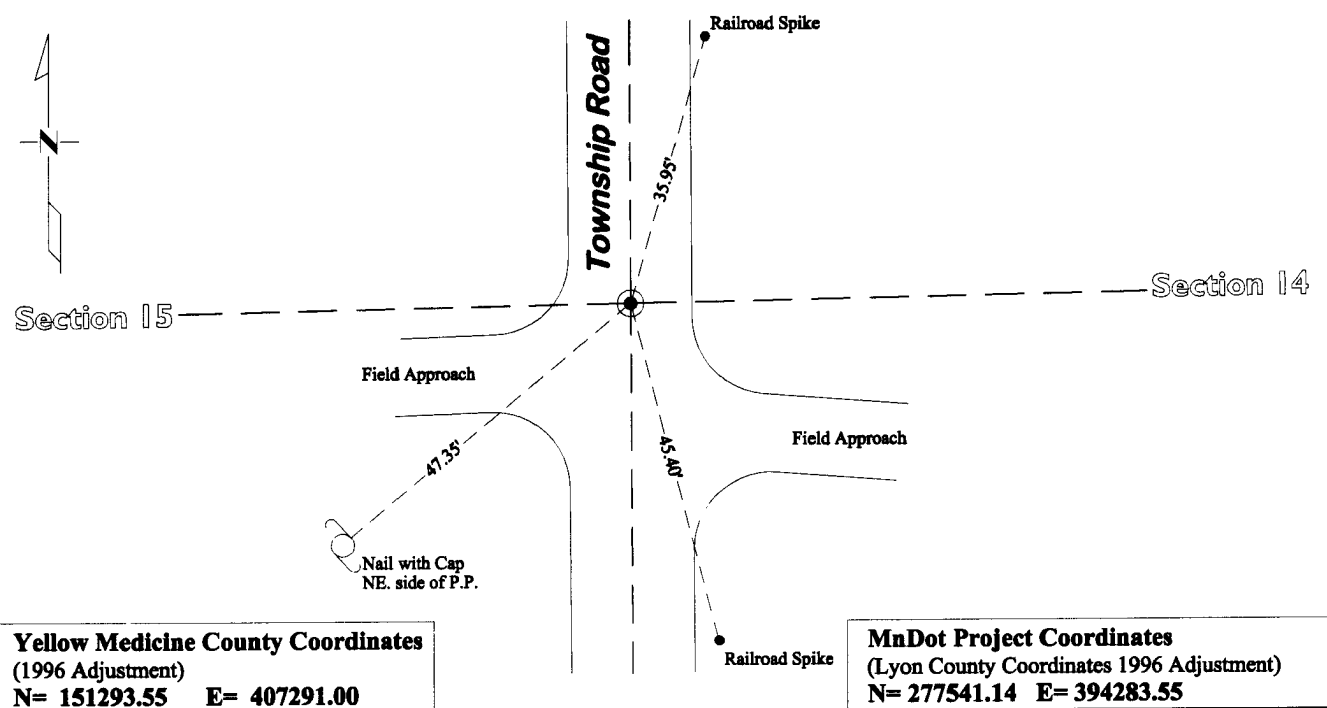 Railroad Spike
Township Road
35.95'
N
Section 15
Section 14
Field Approach
Field Approach
47.35'
45.40'
Nail with Cap
NE. side of P.P.
Railroad Spike
Yellow Medicine County Coordinates
(1996 Adjustment)
N= 151293.55 E= 407291.00
MnDot Project Coordinates
(Lyon County Coordinates 1996 Adjustment)
N= 277541.14 E= 394283.55